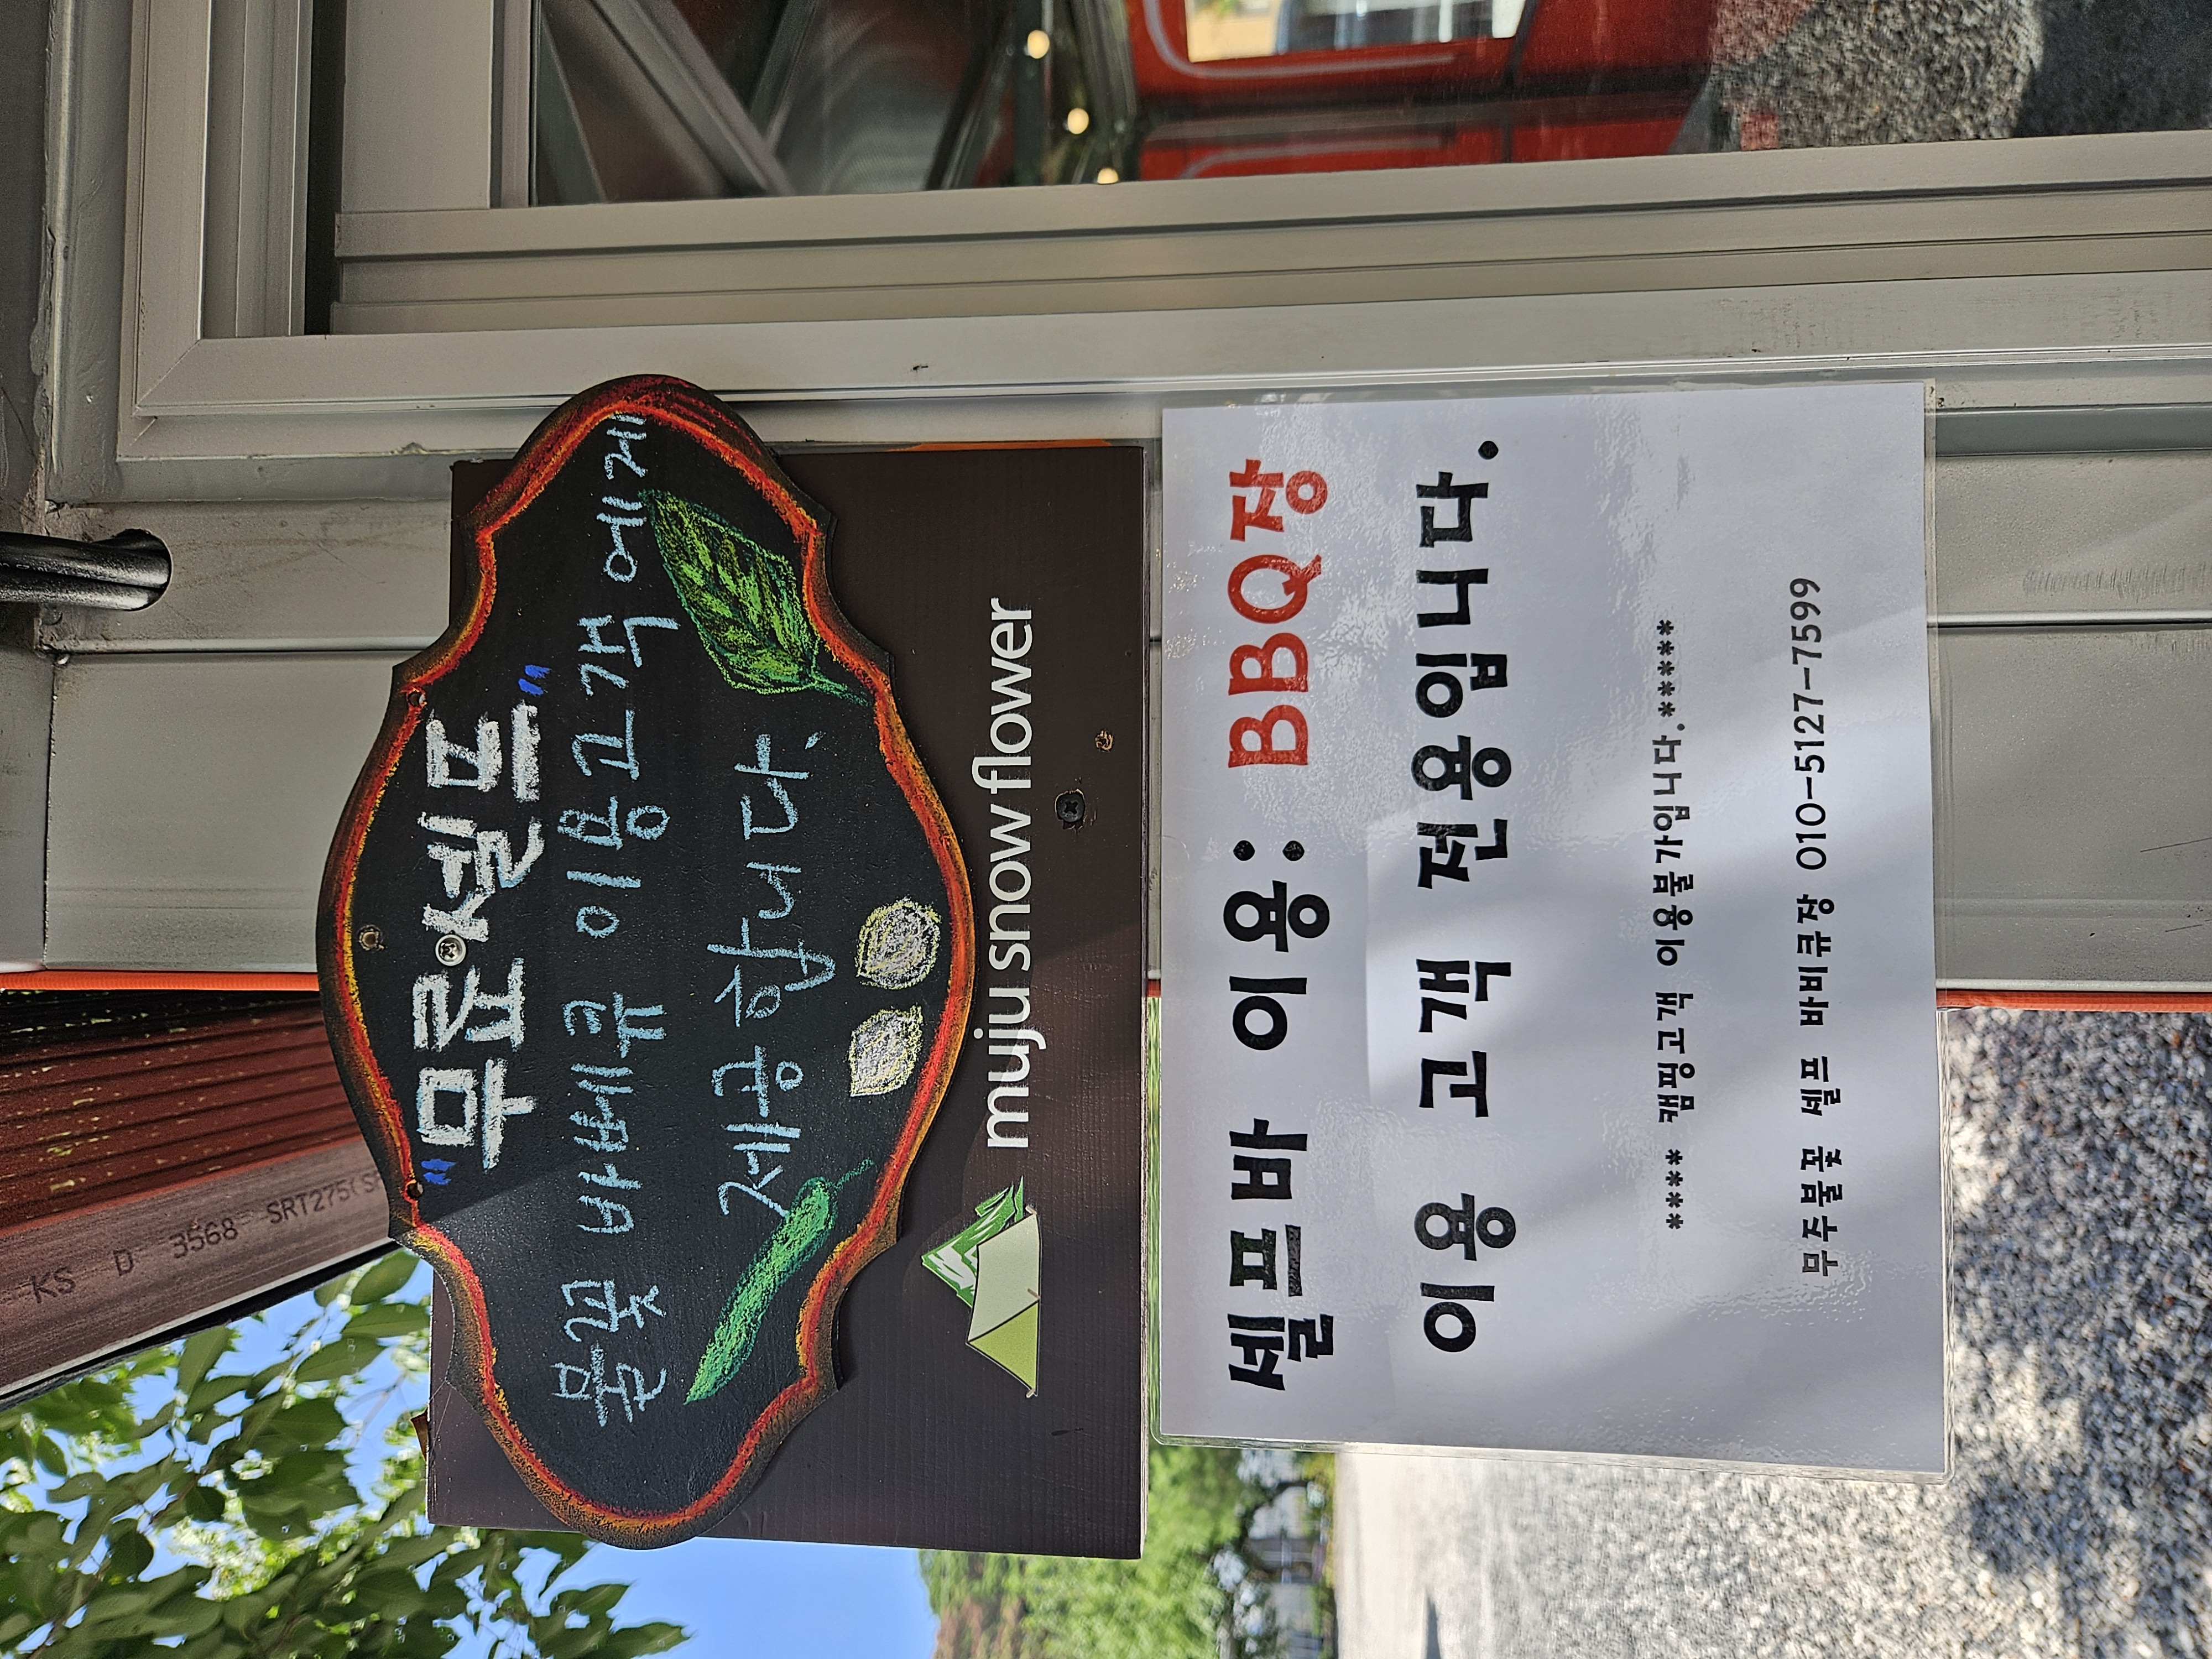 "무료셀프"
물꽃 바베큐 이용고객 에게
제공 합니다.
muju snow flower
셀프바 이용: BBQ장
이용 고객 전용입니다.
***** 캠핑고객 이용불가입니다.******
무주물꽃 셀프 바비큐장 010-5127-7599
KS D 3568 SRT275(S